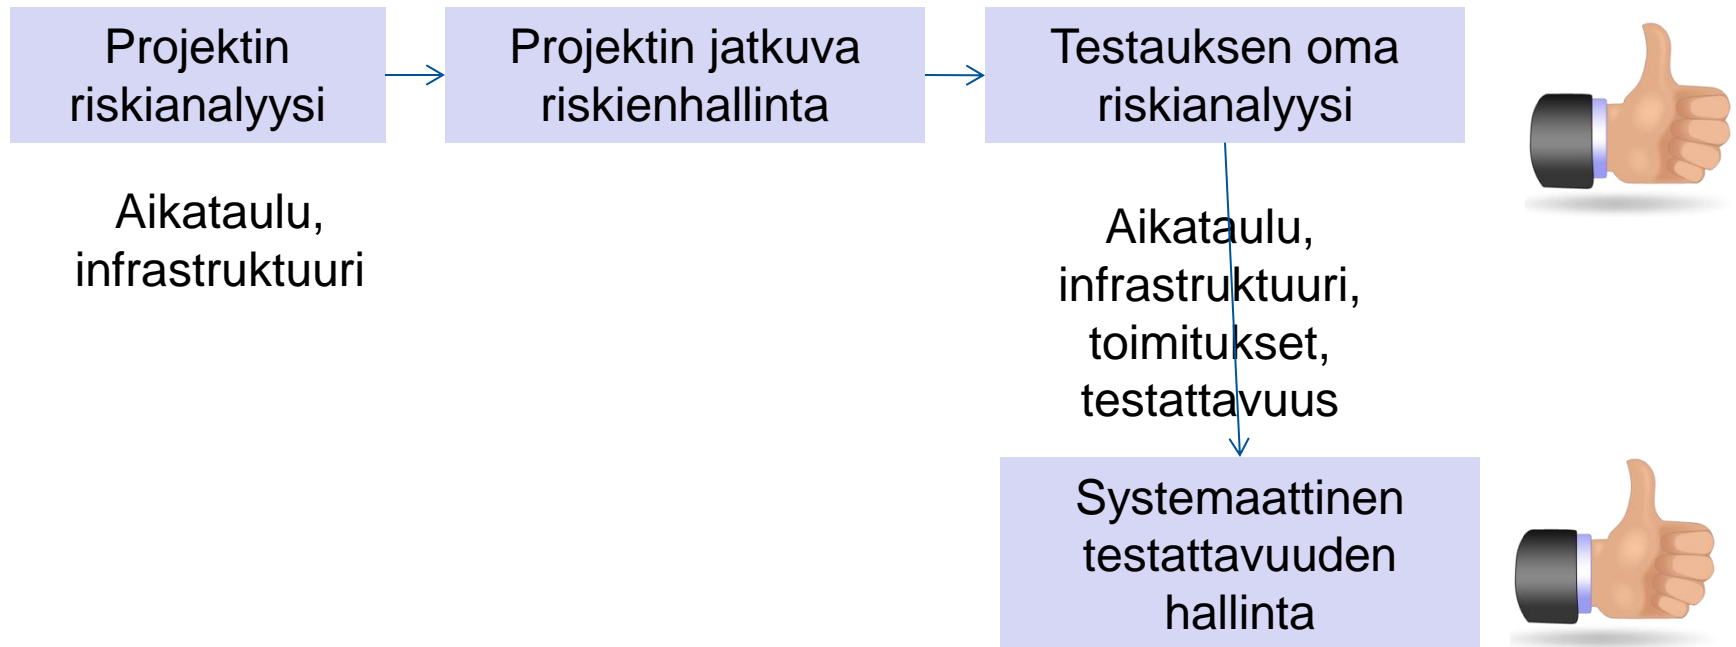 Projektin
riskianalyysi
Projektin jatkuva
riskienhallinta
Testauksen oma
riskianalyysi
Aikataulu,
infrastruktuuri
Aikataulu,
infrastruktuuri,
toimitukset,
testattavuus
Systemaattinen
testattavuuden
hallinta